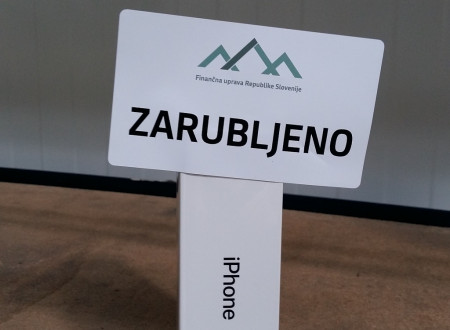 Finančna uprava Republike Slovenije
ZARUBLJENO
iPhone